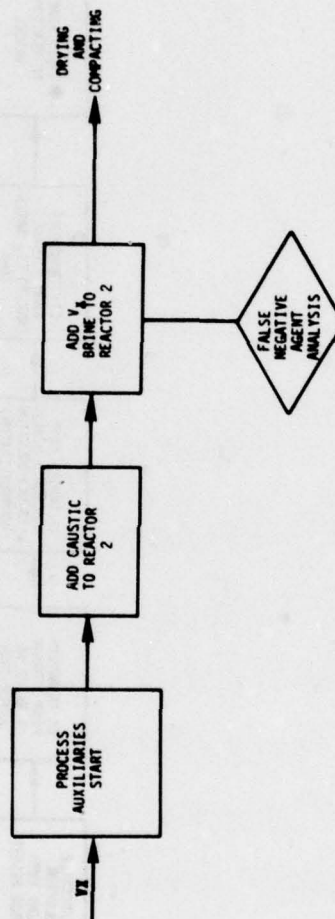 VX
PROCESS
AUXILIARIES
START
ADD CAUSTIC
TO REACTOR
2
ADD VX
BRINE TO
REACTOR 2
FALSE
NEGATIVE
AGENT
ANALYSIS
DRYING
AND
COMPACTING